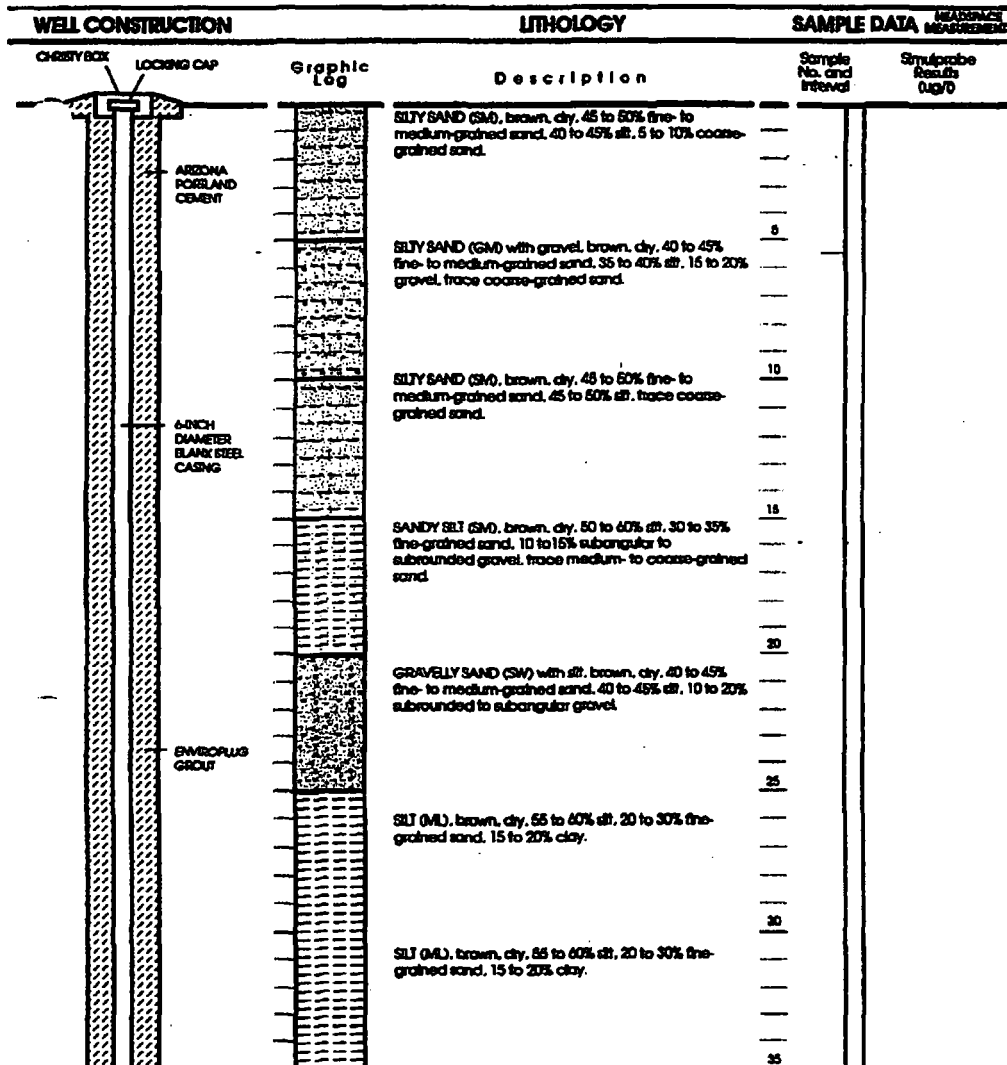 WELL CONSTRUCTION
LITHOLOGY
SAMPLE DATA HEADSPACE
MEASUREMENT
CHRISTY BOX
LOCKING CAP
Graphic
Log
Description
Sample
No. and
Interval
Simulprobe
Results
(ug/l)
SILTY SAND (SM), brown, dry, 45 to 50% fine- to
medium-grained sand, 40 to 45% silt, 5 to 10% coarse-
grained sand.
ARIZONA
PORTLAND
CEMENT
5
SILTY SAND (GM) with gravel, brown, dry, 40 to 45%
fine- to medium-grained sand, 35 to 40% silt, 15 to 20%
gravel, trace coarse-grained sand.
10
SILTY SAND (SM), brown, dry, 45 to 50% fine- to
medium-grained sand, 45 to 50% silt, trace coarse-
grained sand.
6-INCH
DIAMETER
BLANK STEEL
CASING
15
SANDY SILT (SM), brown, dry, 50 to 60% silt, 30 to 35%
fine-grained sand, 10 to 15% subangular to
subrounded gravel, trace medium- to coarse-grained
sand.
20
GRAVELLY SAND (SW) with silt, brown, dry, 40 to 45%
fine- to medium-grained sand, 40 to 45% silt, 10 to 20%
subrounded to subangular gravel.
ENVIROPLUG
GROUT
25
SILT (ML), brown, dry, 55 to 60% silt, 20 to 30% fine-
grained sand, 15 to 20% clay.
30
SILT (ML), brown, dry, 55 to 60% silt, 20 to 30% fine-
grained sand, 15 to 20% clay.
35